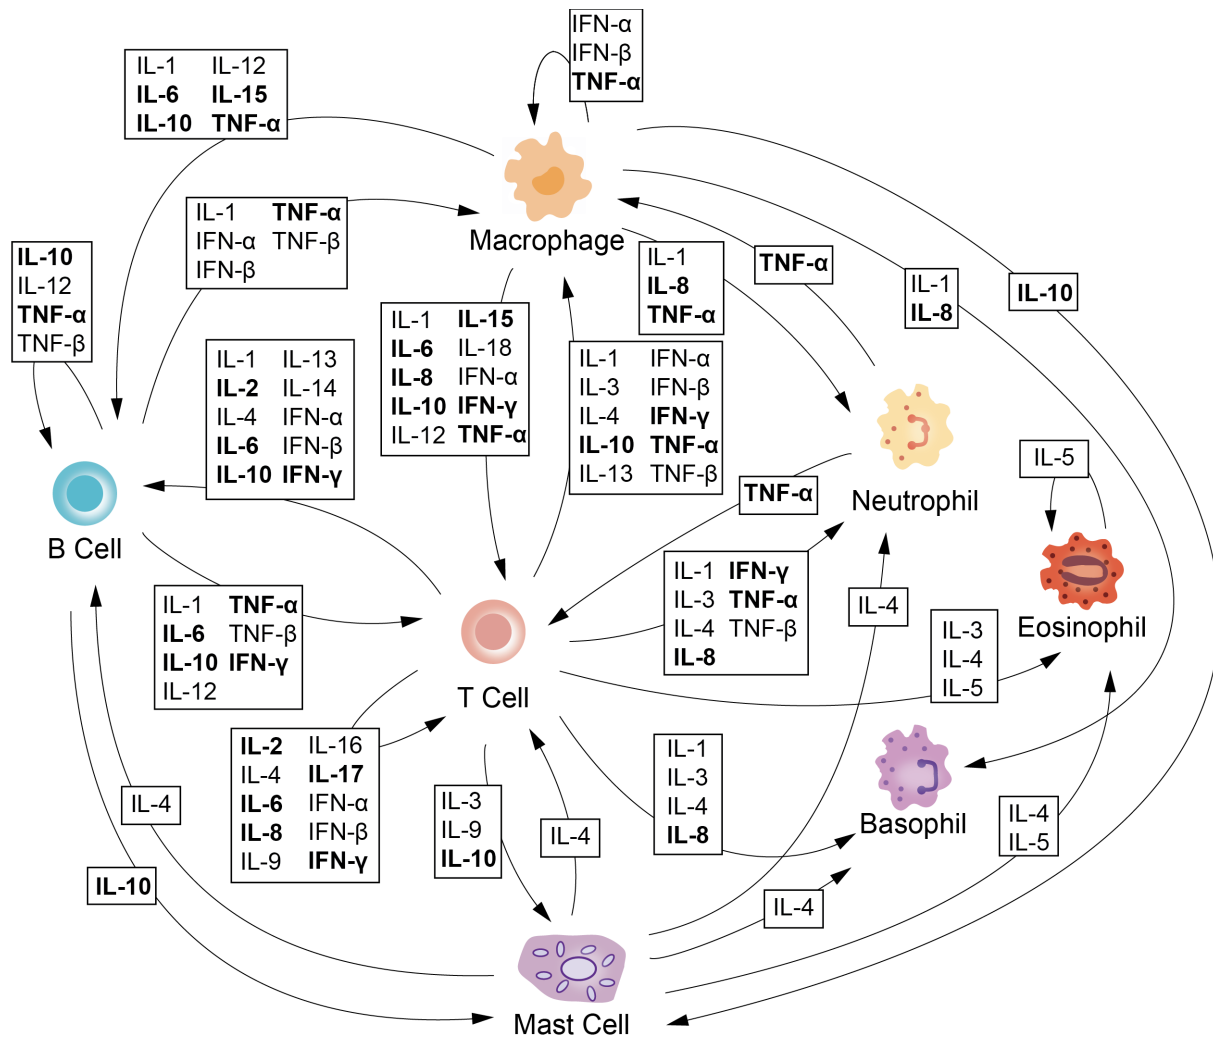 IFN-α
IFN-β
TNF-α
IL-1 IL-12
IL-6 IL-15
IL-10 TNF-α
IL-1 TNF-α
IFN-α TNF-β
IFN-β
Macrophage
IL-10
IL-12
TNF-α
TNF-β
IL-1
IL-8
TNF-α
TNF-α
IL-1
IL-8
IL-10
IL-1 IL-15
IL-6 IL-18
IL-8 IFN-α
IL-10 IFN-γ
IL-12 TNF-α
IL-1 IL-13
IL-2 IL-14
IL-4 IFN-α
IL-6 IFN-β
IL-10 IFN-γ
IL-1 IFN-α
IL-3 IFN-β
IL-4 IFN-γ
IL-10 TNF-α
IL-13 TNF-β
B Cell
TNF-α
Neutrophil
IL-5
IL-1 TNF-α
IL-6 TNF-β
IL-10 IFN-γ
IL-12
IL-1 IFN-γ
IL-3 TNF-α
IL-4 TNF-β
IL-8
IL-4
Eosinophil
IL-3
IL-4
IL-5
T Cell
IL-2 IL-16
IL-4 IL-17
IL-6 IFN-α
IL-8 IFN-β
IL-9 IFN-γ
IL-3
IL-9
IL-10
IL-4
IL-1
IL-3
IL-4
IL-8
Basophil
IL-4
IL-5
IL-4
IL-10
IL-4
Mast Cell